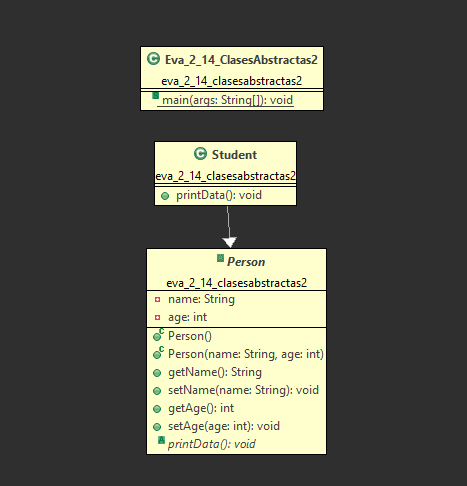 Eva_2_14_ClasesAbstractas2
eva_2_14_clasesabstractas2
main(args: String[]): void
Student
eva_2_14_clasesabstractas2
printData(): void
Person
eva_2_14_clasesabstractas2
name: String
age: int
Person()
Person(name: String, age: int)
getName(): String
setName(name: String): void
getAge(): int
setAge(age: int): void
printData(): void